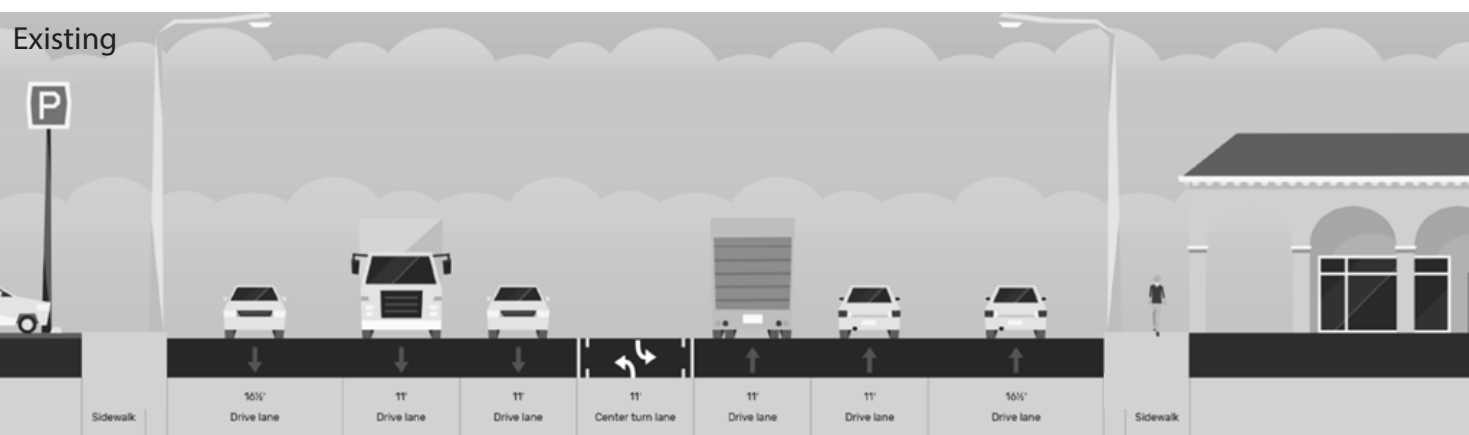 Existing
P
16½' 11' 11' 11' 11' 11' 16½'
Sidewalk Drive lane Drive lane Drive lane Center turn lane Drive lane Drive lane Drive lane Sidewalk